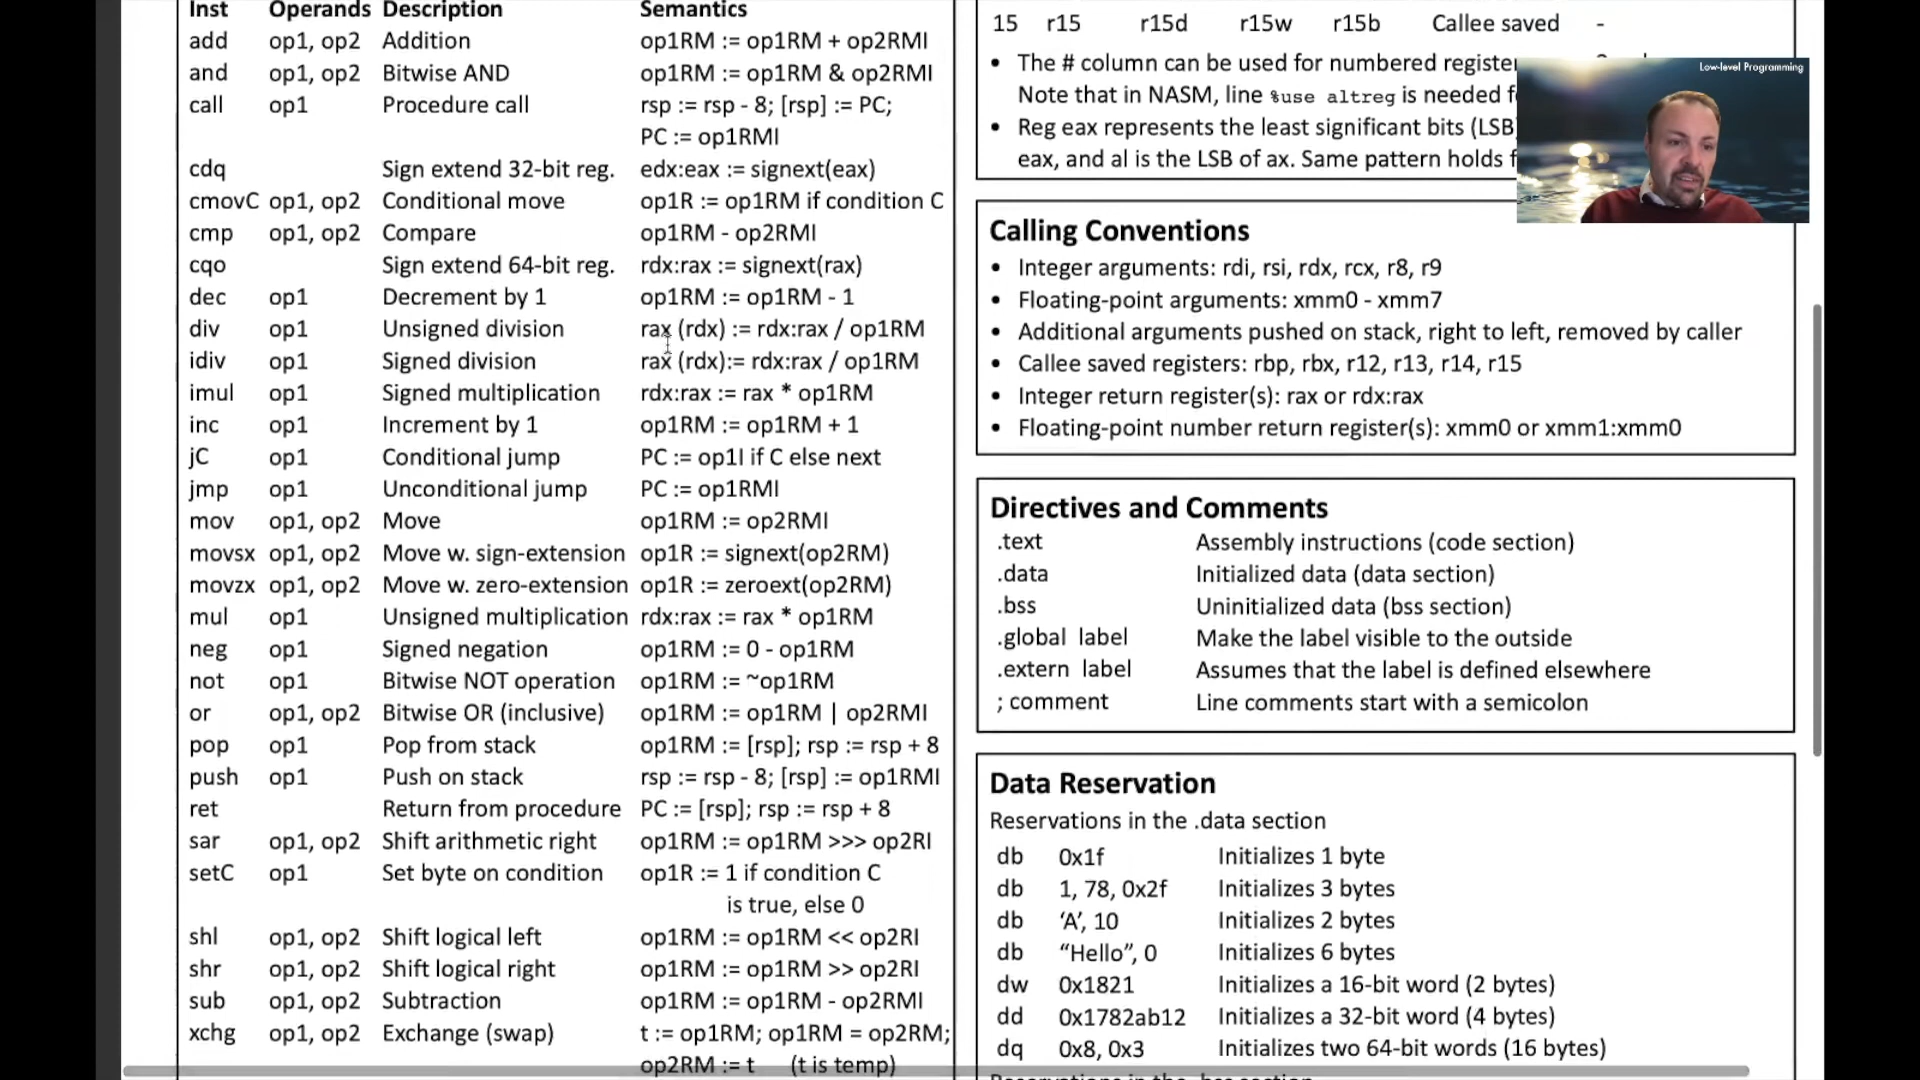 Inst Operands Description Semantics
add op1, op2 Addition op1RM := op1RM + op2RMI
and op1, op2 Bitwise AND op1RM := op1RM & op2RMI
call op1 Procedure call rsp := rsp - 8; [rsp] := PC;
PC := op1RMI
cdq Sign extend 32-bit reg. edx:eax := signext(eax)
cmovC op1, op2 Conditional move op1R := op1RM if condition C
cmp op1, op2 Compare op1RM - op2RMI
cqo Sign extend 64-bit reg. rdx:rax := signext(rax)
dec op1 Decrement by 1 op1RM := op1RM - 1
div op1 Unsigned division rax (rdx) := rdx:rax / op1RM
idiv op1 Signed division rax (rdx):= rdx:rax / op1RM
imul op1 Signed multiplication rdx:rax := rax * op1RM
inc op1 Increment by 1 op1RM := op1RM + 1
jC op1 Conditional jump PC := op1I if C else next
jmp op1 Unconditional jump PC := op1RMI
mov op1, op2 Move op1RM := op2RMI
movsx op1, op2 Move w. sign-extension op1R := signext(op2RM)
movzx op1, op2 Move w. zero-extension op1R := zeroext(op2RM)
mul op1 Unsigned multiplication rdx:rax := rax * op1RM
neg op1 Signed negation op1RM := 0 - op1RM
not op1 Bitwise NOT operation op1RM := ~op1RM
or op1, op2 Bitwise OR (inclusive) op1RM := op1RM | op2RMI
pop op1 Pop from stack op1RM := [rsp]; rsp := rsp + 8
push op1 Push on stack rsp := rsp - 8; [rsp] := op1RMI
ret Return from procedure PC := [rsp]; rsp := rsp + 8
sar op1, op2 Shift arithmetic right op1RM := op1RM >>> op2RI
setC op1 Set byte on condition op1R := 1 if condition C
is true, else 0
shl op1, op2 Shift logical left op1RM := op1RM << op2RI
shr op1, op2 Shift logical right op1RM := op1RM >> op2RI
sub op1, op2 Subtraction op1RM := op1RM - op2RMI
xchg op1, op2 Exchange (swap) t := op1RM; op1RM = op2RM;
op2RM := t (t is temp)
15 r15 r15d r15w r15b Callee saved -
• The # column can be used for numbered register
Note that in NASM, line %use altreg is needed
• Reg eax represents the least significant bits (LSB)
eax, and al is the LSB of ax. Same pattern holds
Low-level Programming
Calling Conventions
• Integer arguments: rdi, rsi, rdx, rcx, r8, r9
• Floating-point arguments: xmm0 - xmm7
• Additional arguments pushed on stack, right to left, removed by caller
• Callee saved registers: rbp, rbx, r12, r13, r14, r15
• Integer return register(s): rax or rdx:rax
• Floating-point number return register(s): xmm0 or xmm1:xmm0
Directives and Comments
.text Assembly instructions (code section)
.data Initialized data (data section)
.bss Uninitialized data (bss section)
.global label Make the label visible to the outside
.extern label Assumes that the label is defined elsewhere
; comment Line comments start with a semicolon
Data Reservation
Reservations in the .data section
db 0x1f Initializes 1 byte
db 1, 78, 0x2f Initializes 3 bytes
db ‘A’, 10 Initializes 2 bytes
db “Hello”, 0 Initializes 6 bytes
dw 0x1821 Initializes a 16-bit word (2 bytes)
dd 0x1782ab12 Initializes a 32-bit word (4 bytes)
dq 0x8, 0x3 Initializes two 64-bit words (16 bytes)